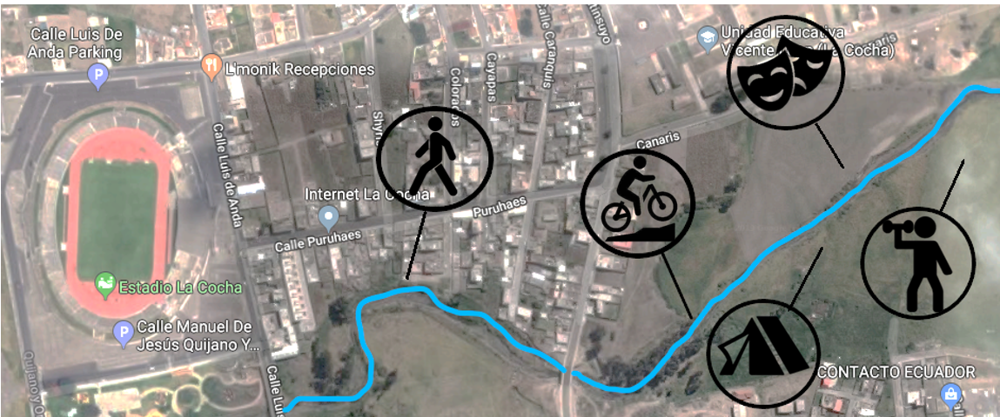 Calle Luis De
Anda Parking
L'monik Recepciones
Unidad Educativa
Vicente
(La Cocha)
Calle Caranquis
Cayapas
Colorados
Canaris
Calle Luis de Anda
Internet La Cocha
Puruhaes
Calle Puruhaes
Estadio La Cocha
Calle Manuel De
Jesús Quijano Y...
CONTACTO ECUADOR
Calle Luis